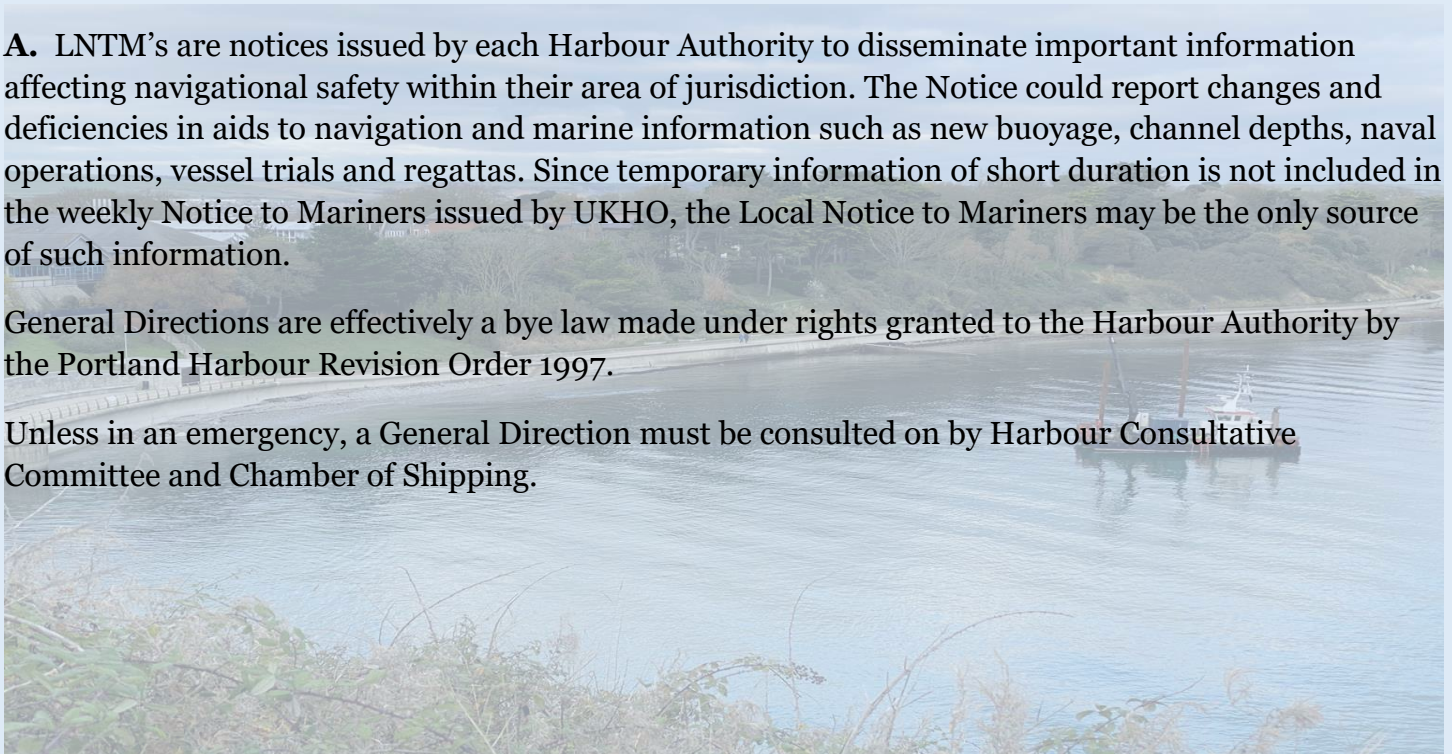 A. LNTM’s are notices issued by each Harbour Authority to disseminate important information
affecting navigational safety within their area of jurisdiction. The Notice could report changes and
deficiencies in aids to navigation and marine information such as new buoyage, channel depths, naval
operations, vessel trials and regattas. Since temporary information of short duration is not included in
the weekly Notice to Mariners issued by UKHO, the Local Notice to Mariners may be the only source
of such information.
General Directions are effectively a bye law made under rights granted to the Harbour Authority by
the Portland Harbour Revision Order 1997.
Unless in an emergency, a General Direction must be consulted on by Harbour Consultative
Committee and Chamber of Shipping.